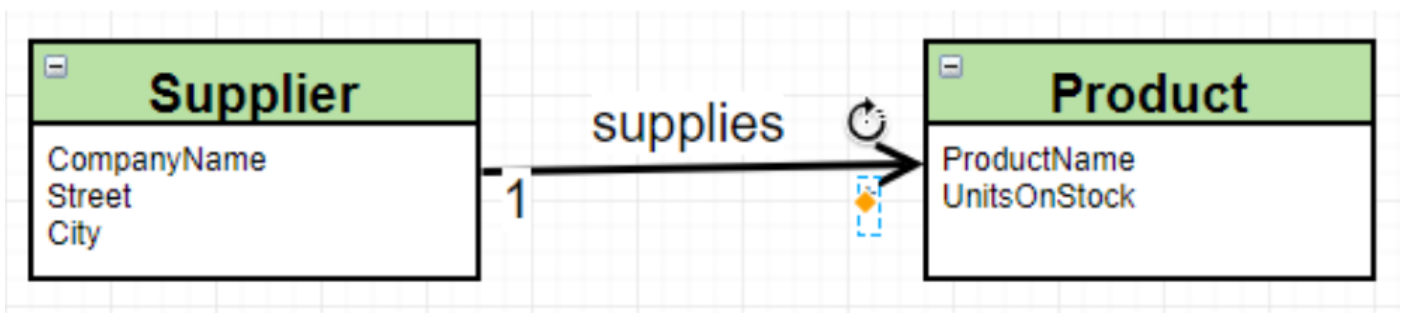 Supplier
CompanyName
Street
City
supplies
1
Product
ProductName
UnitsOnStock